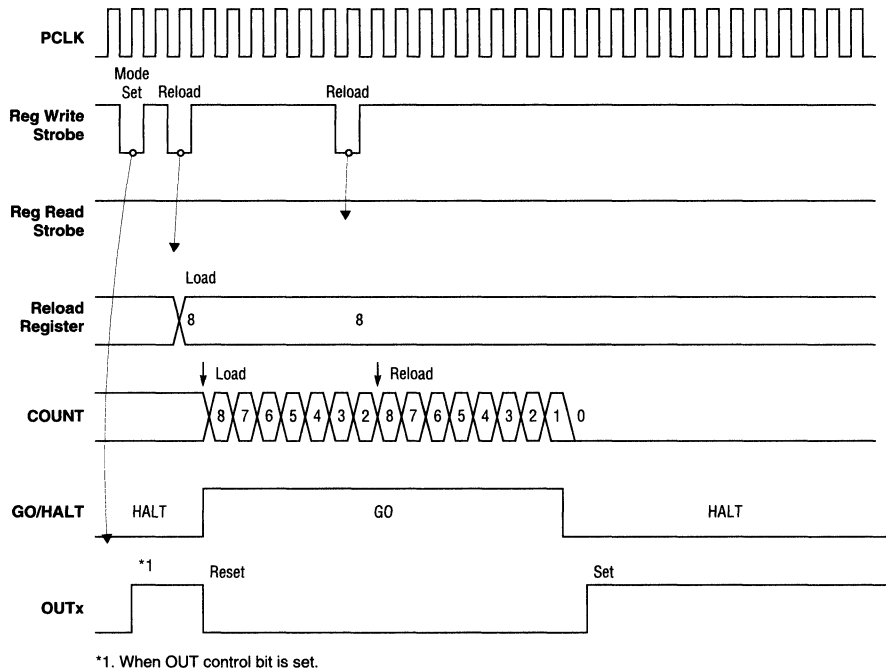 PCLK
Mode
Set
Reload
Reload
Reg Write
Strobe
Reg Read
Strobe
Load
Reload
Register
8
8
Load
Reload
COUNT
8 7 6 5 4 3 2 8 7 6 5 4 3 2 1 0
GO/HALT
HALT
GO
HALT
*1
Reset
Set
OUTx
*1. When OUT control bit is set.